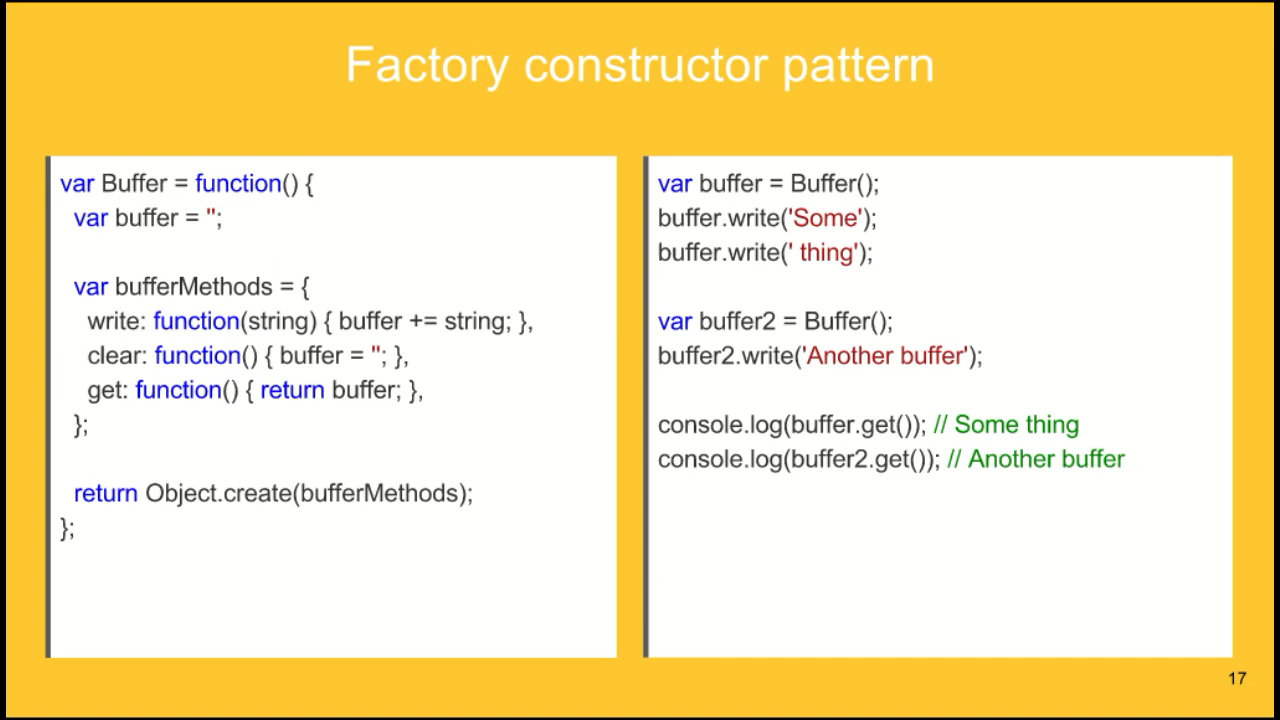 Factory constructor pattern
var Buffer = function() {
var buffer = '';
var bufferMethods = {
write: function(string) { buffer += string; },
clear: function() { buffer = ''; },
get: function() { return buffer; },
};
return Object.create(bufferMethods);
};
var buffer = Buffer();
buffer.write('Some');
buffer.write(' thing');
var buffer2 = Buffer();
buffer2.write('Another buffer');
console.log(buffer.get()); // Some thing
console.log(buffer2.get()); // Another buffer
17